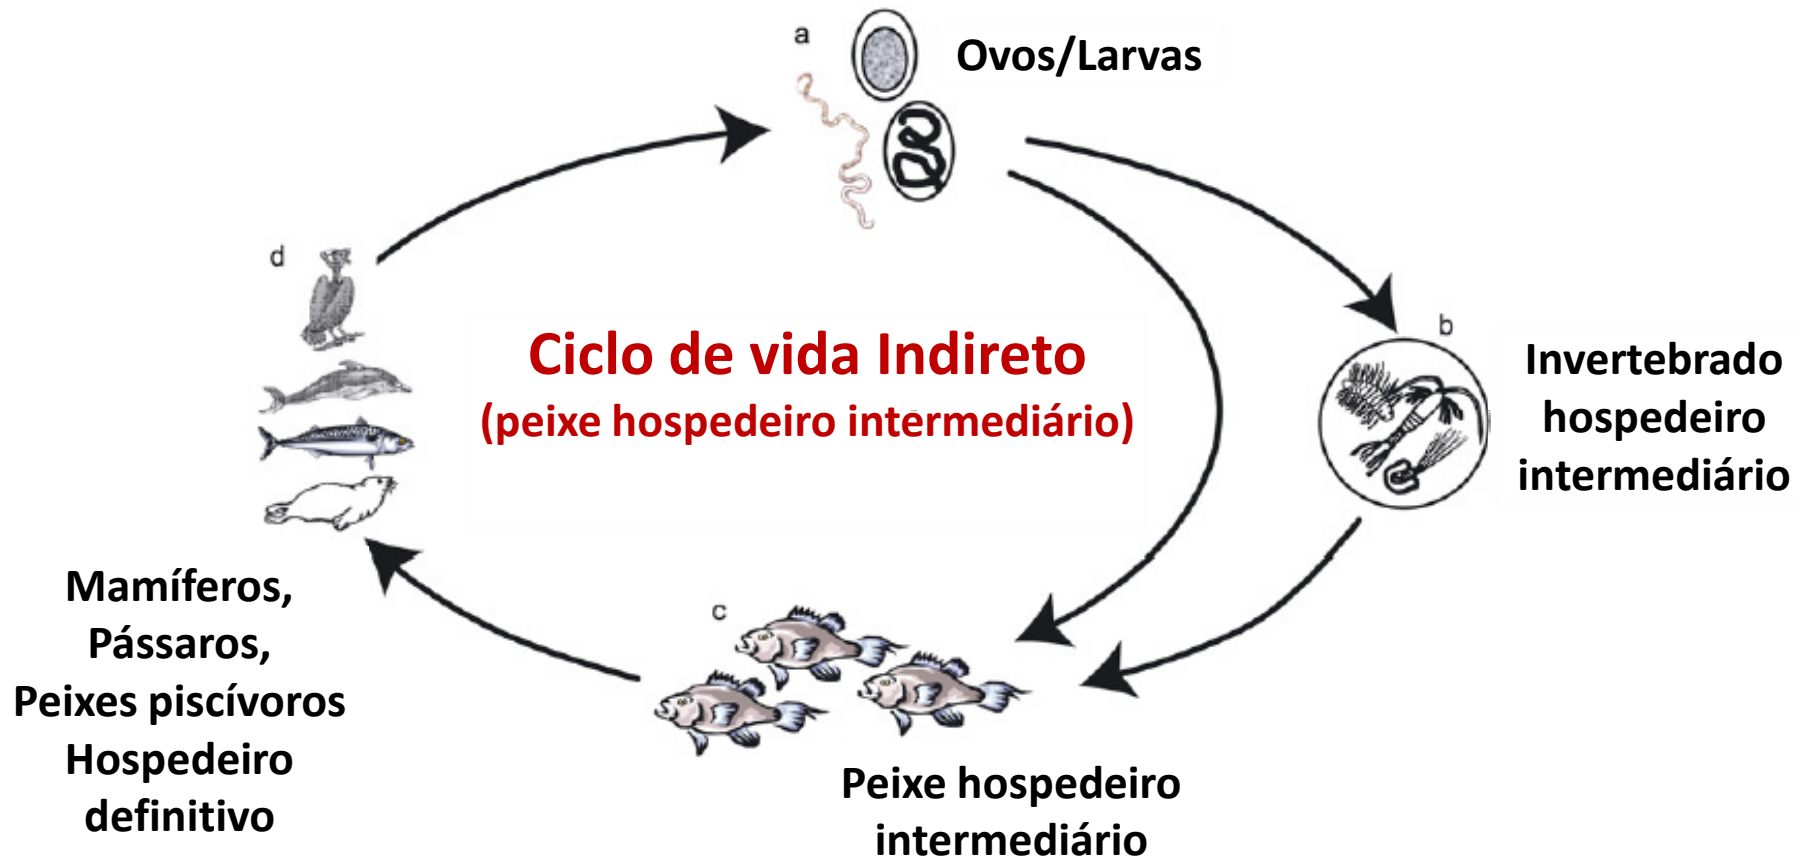 a
Ovos/Larvas
d
b
Ciclo de vida Indireto
(peixe hospedeiro intermediário)
Invertebrado
hospedeiro
intermediário
Mamíferos,
Pássaros,
Peixes piscívoros
Hospedeiro
definitivo
c
Peixe hospedeiro
intermediário